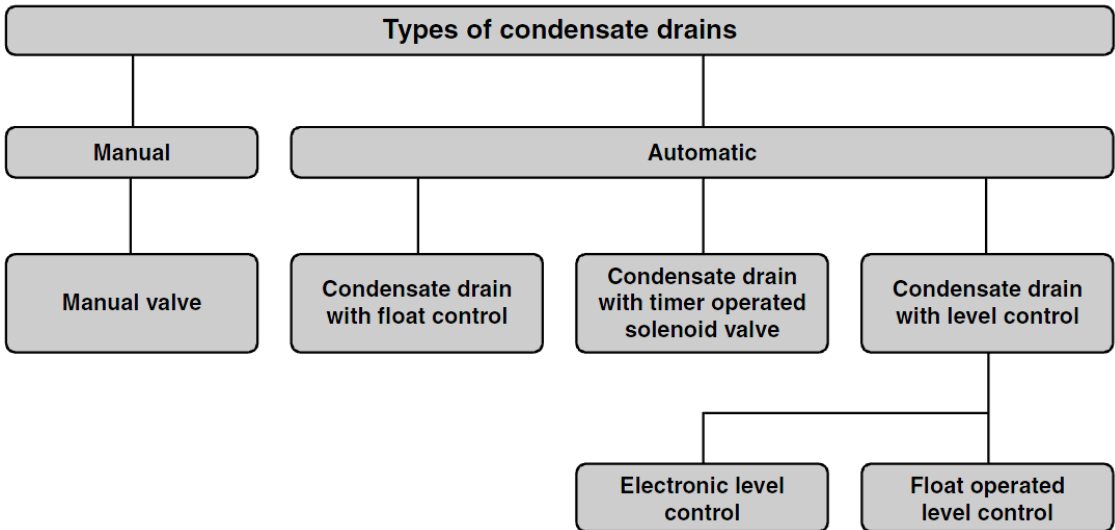 Types of condensate drains
Manual
Automatic
Manual valve
Condensate drain
with float control
Condensate drain
with timer operated
solenoid valve
Condensate drain
with level control
Electronic level
control
Float operated
level control